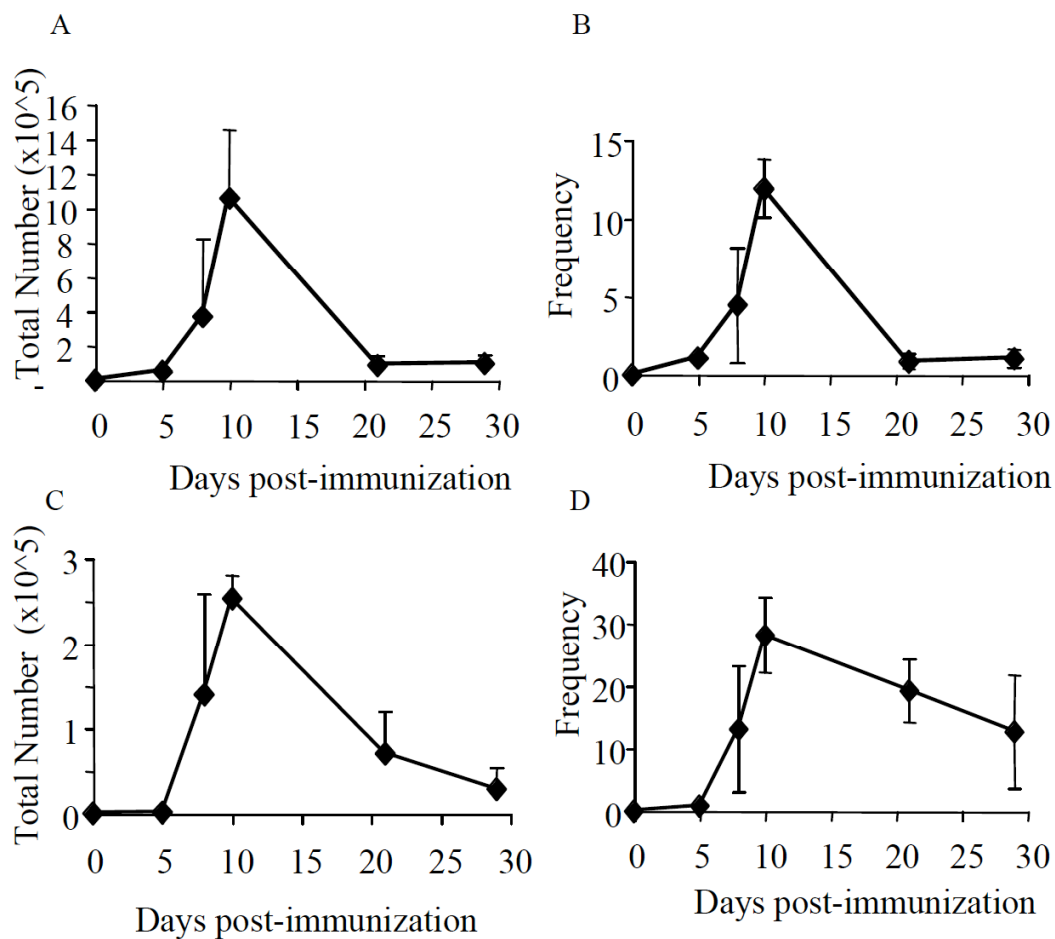 A
-Total Number (x10^5)
16
14
12
10
8
6
4
2
0 5 10 15 20 25 30
Days post-immunization
B
Frequency
15
10
5
0
0 5 10 15 20 25 30
Days post-immunization
C
Total Number (x10^5)
3
2
1
0
0 5 10 15 20 25 30
Days post-immunization
D
Frequency
40
30
20
10
0
0 5 10 15 20 25 30
Days post-immunization